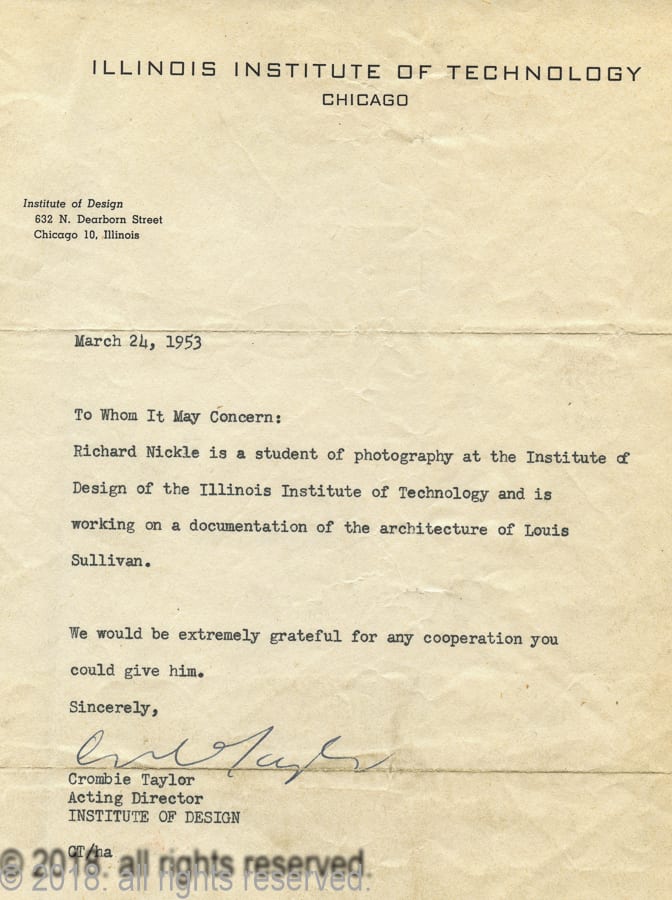 ILLINOIS INSTITUTE OF TECHNOLOGY
CHICAGO
Institute of Design
632 N. Dearborn Street
Chicago 10, Illinois
March 24, 1953
To Whom It May Concern:
Richard Nickle is a student of photography at the Institute of
Design of the Illinois Institute of Technology and is
working on a documentation of the architecture of Louis
Sullivan.
We would be extremely grateful for any cooperation you
could give him.
Sincerely,
Crombie Taylor
Acting Director
INSTITUTE OF DESIGN
CT/ha
© 2018. all rights reserved.
© 2018. all rights reserved.